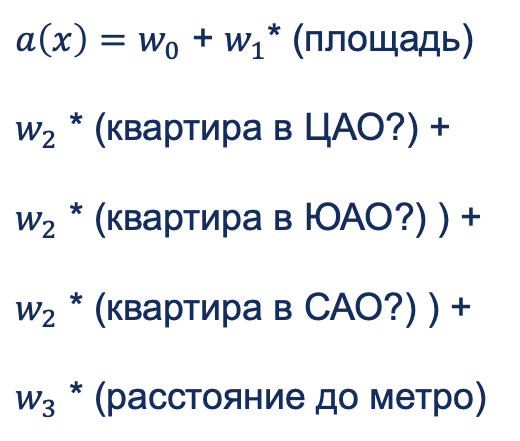 a(x) = w₀ + w₁* (площадь)
w₂ * (квартира в ЦАО?) +
w₂ * (квартира в ЮАО?) ) +
w₂ * (квартира в САО?) ) +
w₃ * (расстояние до метро)